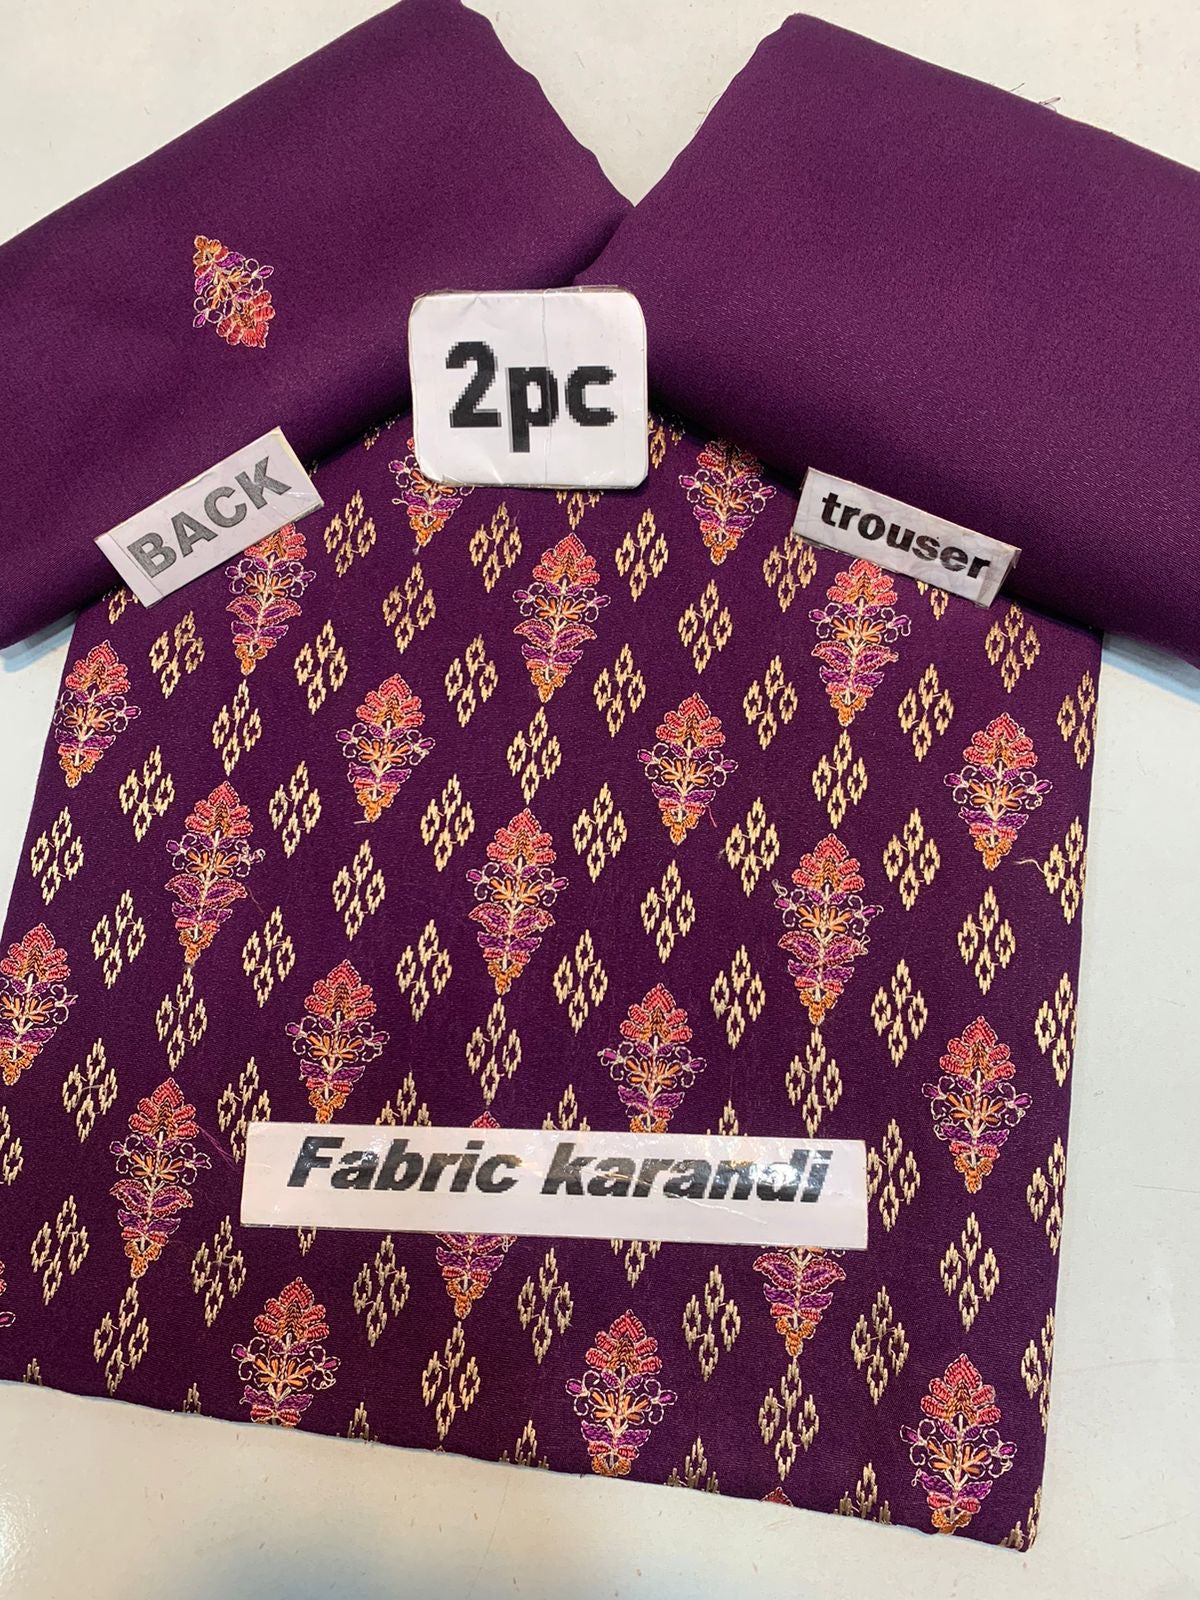 2pc
BACK
trouser
Fabric karandi